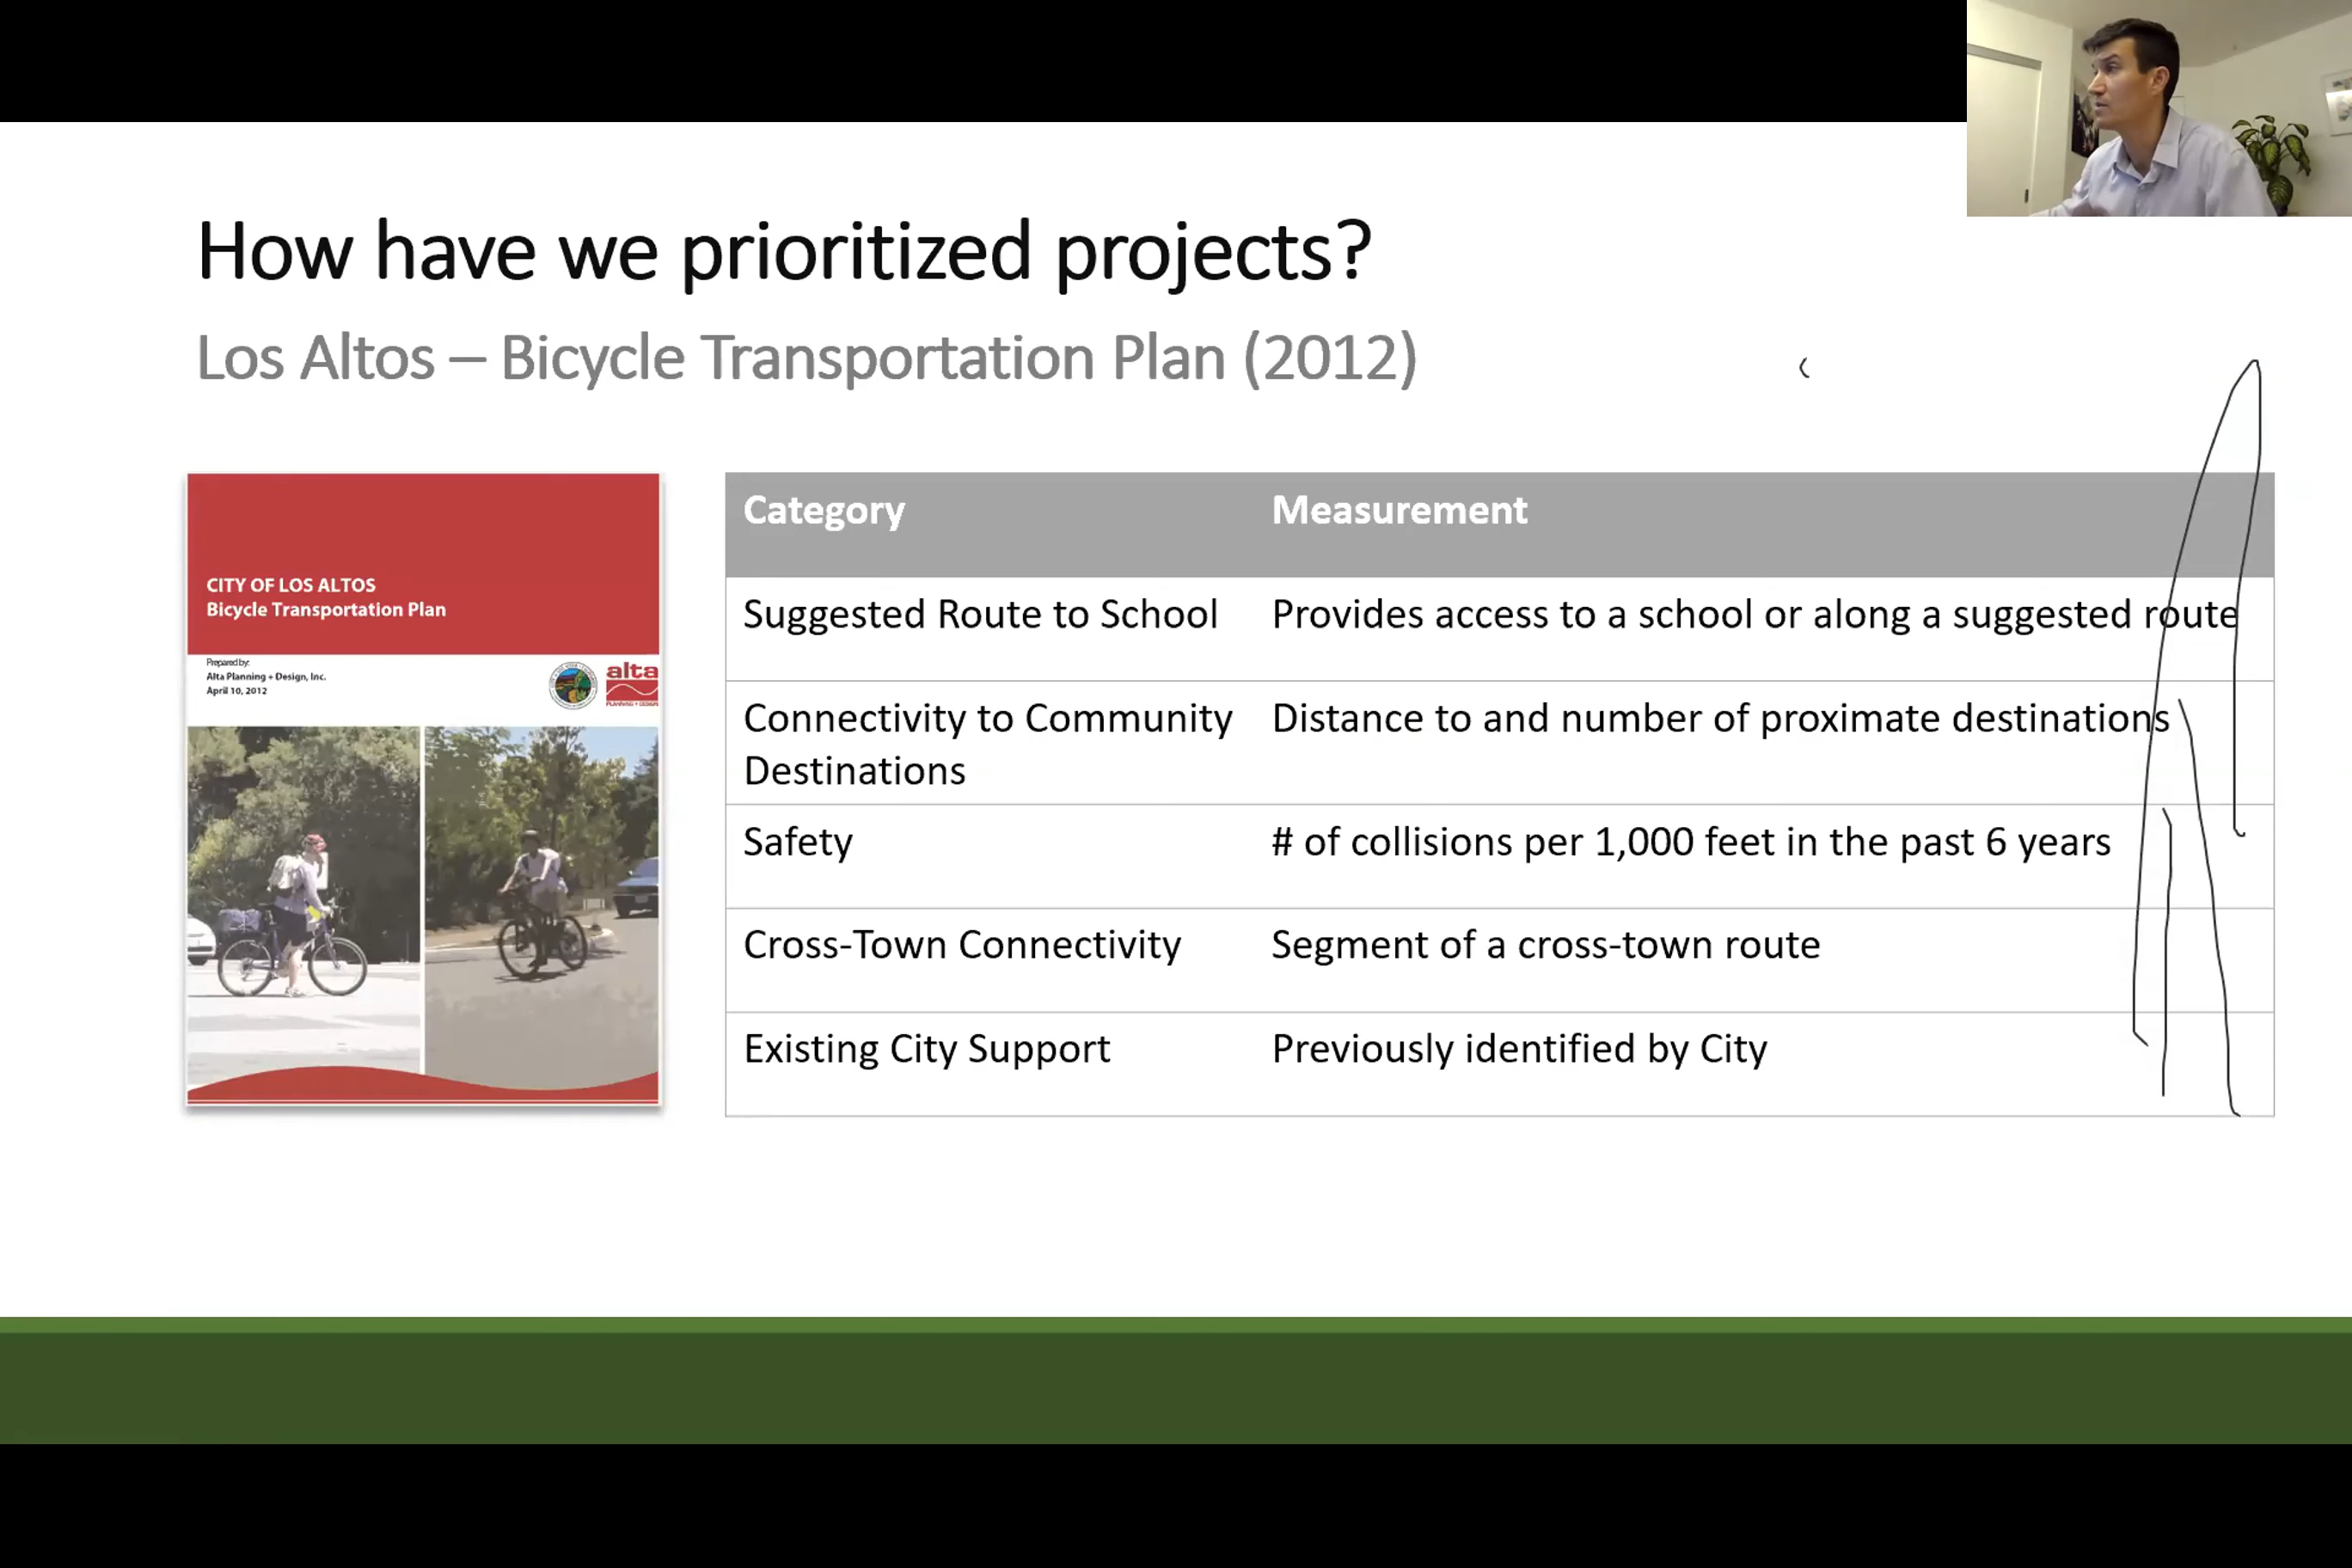 How have we prioritized projects?
Los Altos – Bicycle Transportation Plan (2012)
CITY OF LOS ALTOS
Bicycle Transportation Plan
Prepared by:
Alta Planning + Design, Inc.
April 10, 2012
alta
PLANNING + DESIGN
Category Measurement
Suggested Route to School Provides access to a school or along a suggested route
Connectivity to Community Distance to and number of proximate destinations
Destinations
Safety # of collisions per 1,000 feet in the past 6 years
Cross-Town Connectivity Segment of a cross-town route
Existing City Support Previously identified by City